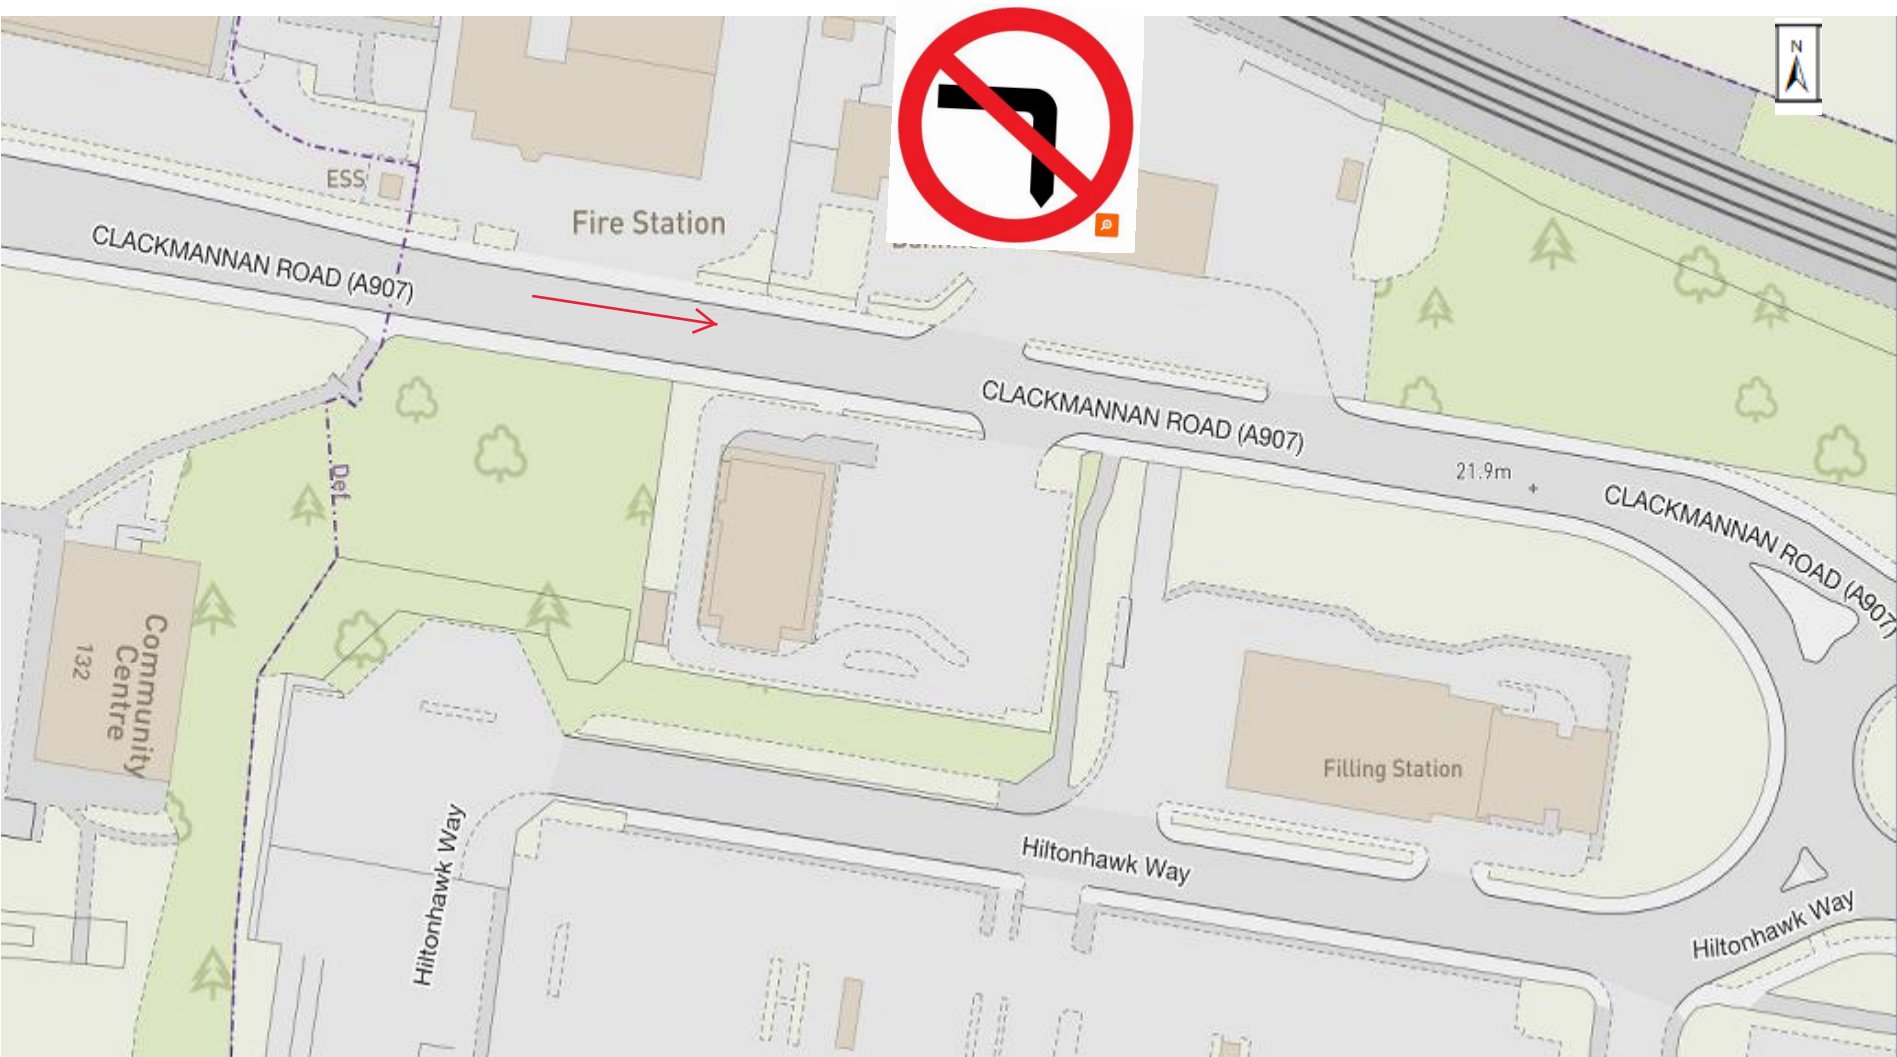 N
ESS
Fire Station
CLACKMANNAN ROAD (A907)
CLACKMANNAN ROAD (A907)
21.9m
CLACKMANNAN ROAD (A907)
Def
Community
Centre
132
Filling Station
Hiltonhawk Way
Hiltonhawk Way
Hiltonhawk Way